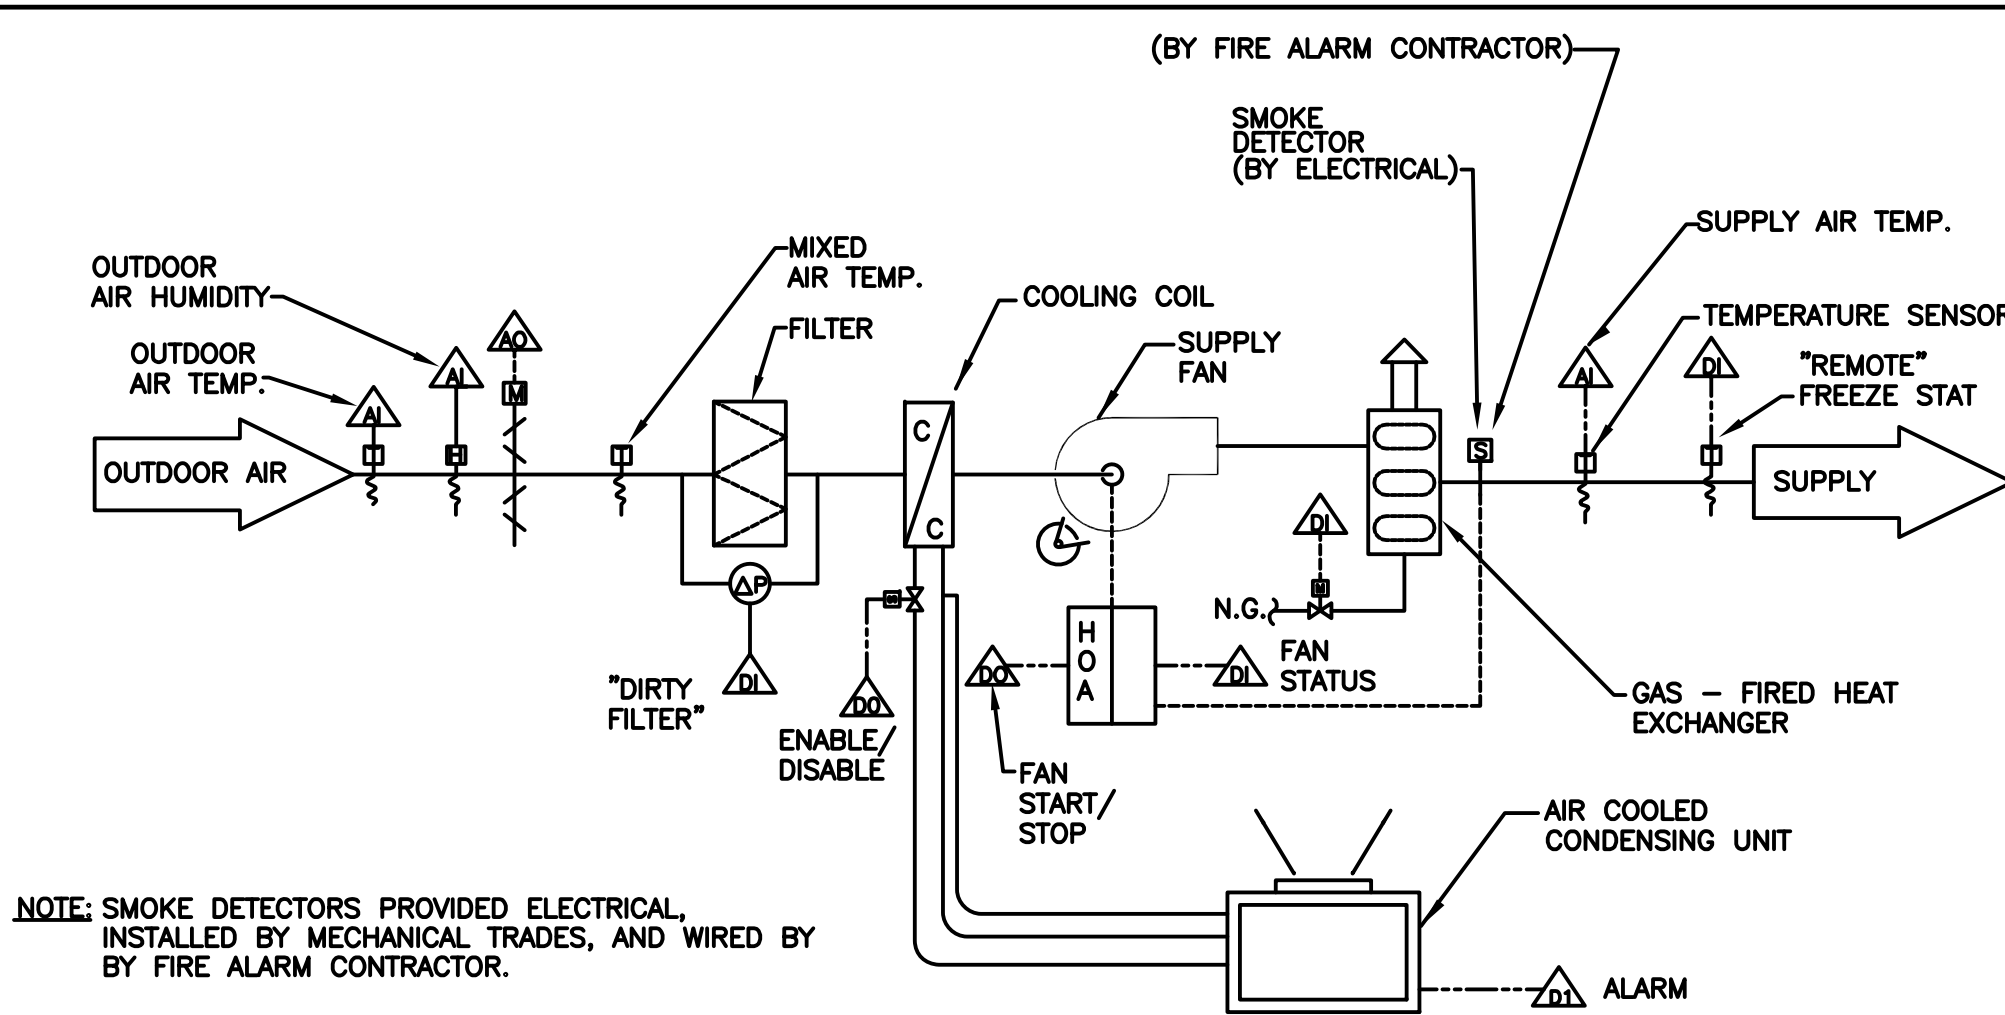 (BY FIRE ALARM CONTRACTOR)
SMOKE
DETECTOR
(BY ELECTRICAL)
SUPPLY AIR TEMP.
MIXED
AIR TEMP.
OUTDOOR
AIR HUMIDITY
COOLING COIL
TEMPERATURE SENSOR
FILTER
AO
SUPPLY
FAN
OUTDOOR
AIR TEMP.
AI
AI
DI
"REMOTE"
FREEZE STAT
AI
M
C
T
H
T
S
T
T
OUTDOOR AIR
SUPPLY
C
DI
ΔP
S
M
N.G.
H
O
A
FAN
STATUS
DO
DI
"DIRTY
FILTER"
DI
DO
GAS - FIRED HEAT
EXCHANGER
ENABLE/
DISABLE
FAN
START/
STOP
AIR COOLED
CONDENSING UNIT
NOTE: SMOKE DETECTORS PROVIDED ELECTRICAL,
INSTALLED BY MECHANICAL TRADES, AND WIRED BY
BY FIRE ALARM CONTRACTOR.
D1
ALARM